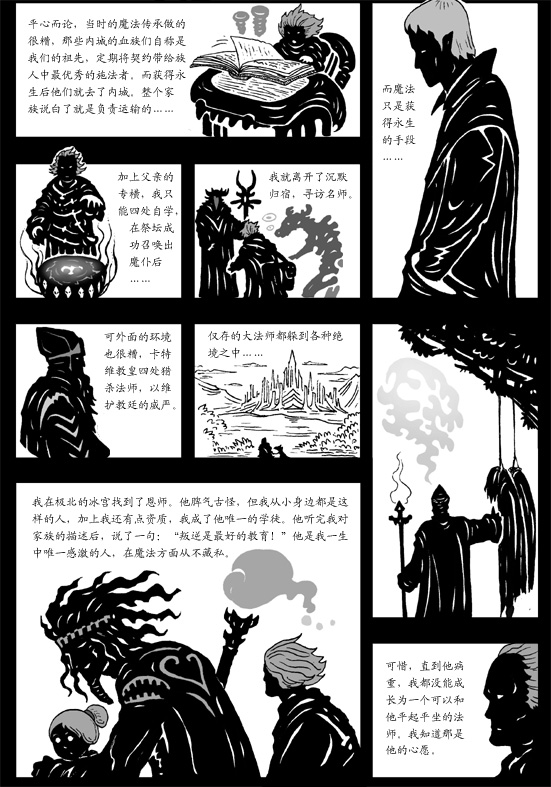 平心而论，当时的魔法传承做的
很糟，那些内城的血族们自称是
我们的祖先，定期将契约带给族
人中最优秀的施法者。而获得永
生后他们就去了内城。整个家
族说白了就是负责运输的……
而魔法
只是获
得永生
的手段
……
加上父亲的
专横，我只
能四处自学，
在祭坛成
功召唤出
魔仆后
……
我就离开了沉默
归宿，寻访名师。
可外面的环境
也很糟，卡特
维教皇四处猎
杀法师，以维
护教廷的威严。
仅存的大法师都躲到各种绝
境之中……
我在极北的冰宫找到了恩师。他脾气古怪，但我从小身边都是这
样的人，加上我还有点资质，我成了他唯一的学徒。他听完我对
家族的描述后，说了一句：“叛逆是最好的教育！”他是我一生
中唯一感激的人，在魔法方面从不藏私。
可惜，直到他病
重，我都没能成
长为一个可以和
他平起平坐的法
师。我知道那是
他的心愿。